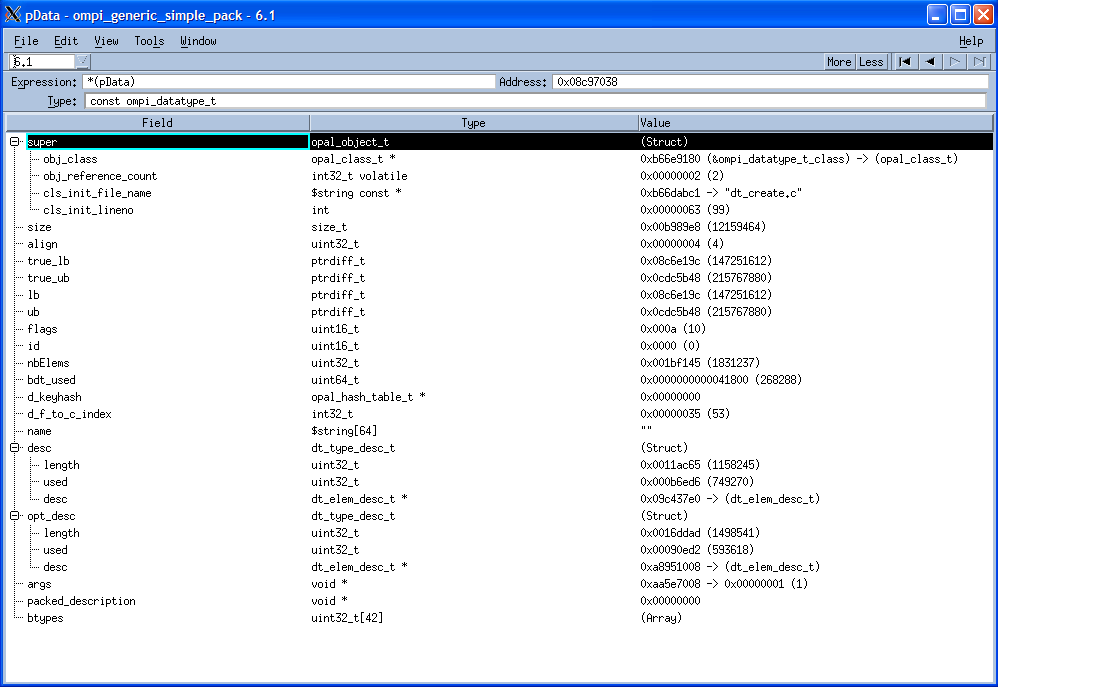 pData - ompi_generic_simple_pack - 6.1
File Edit View Tools Window Help
6.1 More Less
Expression: *(pData) Address: 0x08c97038
Type: const ompi_datatype_t
Field Type Value
super opal_object_t (Struct)
obj_class opal_class_t * 0xb66e9180 (&ompi_datatype_t_class) -> (opal_class_t)
obj_reference_count int32_t volatile 0x00000002 (2)
cls_init_file_name $string const * 0xb66dabc1 -> "dt_create.c"
cls_init_lineno int 0x00000063 (99)
size size_t 0x00b989e8 (12159464)
align uint32_t 0x00000004 (4)
true_lb ptrdiff_t 0x08c6e19c (147251612)
true_ub ptrdiff_t 0x0cdc5b48 (215767880)
lb ptrdiff_t 0x08c6e19c (147251612)
ub ptrdiff_t 0x0cdc5b48 (215767880)
flags uint16_t 0x000a (10)
id uint16_t 0x0000 (0)
nbElems uint32_t 0x001bf145 (1831237)
bdt_used uint64_t 0x0000000000041800 (268288)
d_keyhash opal_hash_table_t * 0x00000000
d_f_to_c_index int32_t 0x00000035 (53)
name $string[64] ""
desc dt_type_desc_t (Struct)
length uint32_t 0x0011ac65 (1158245)
used uint32_t 0x000b6ed6 (749270)
desc dt_elem_desc_t * 0x09c437e0 -> (dt_elem_desc_t)
opt_desc dt_type_desc_t (Struct)
length uint32_t 0x0016ddad (1498541)
used uint32_t 0x00090ed2 (593618)
desc dt_elem_desc_t * 0xa8951008 -> (dt_elem_desc_t)
args void * 0xaa5e7008 -> 0x00000001 (1)
packed_description void * 0x00000000
btypes uint32_t[42] (Array)